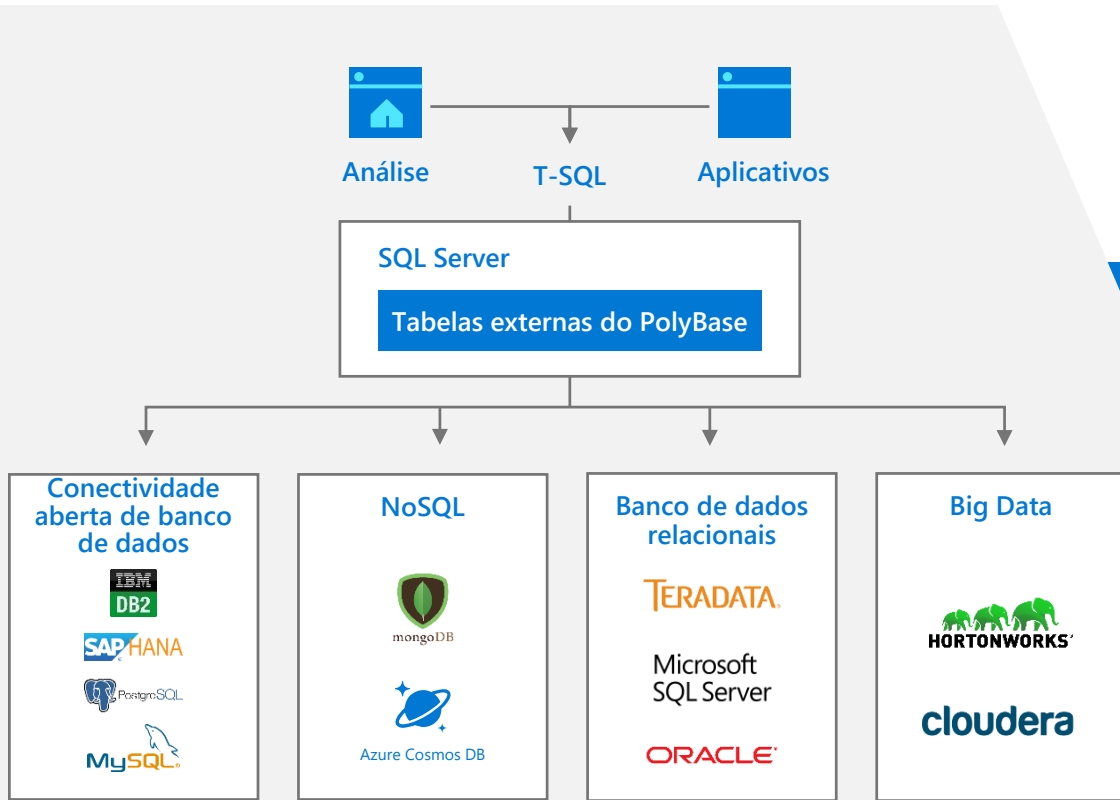 Análise
T-SQL
Aplicativos
SQL Server
Tabelas externas do PolyBase
Conectividade
aberta de banco
de dados
IBM
DB2
SAP HANA
PostgreSQL
MySQL
NoSQL
mongoDB
Azure Cosmos DB
Banco de dados
relacionais
TERADATA
Microsoft
SQL Server
ORACLE
Big Data
HORTONWORKS
cloudera